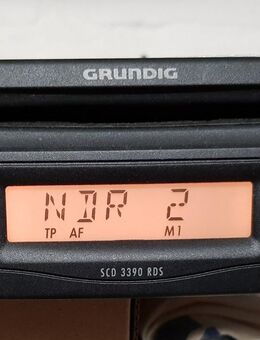 GRUNDIG
NDR 2
TP AF M1
SCD 3390 RDS